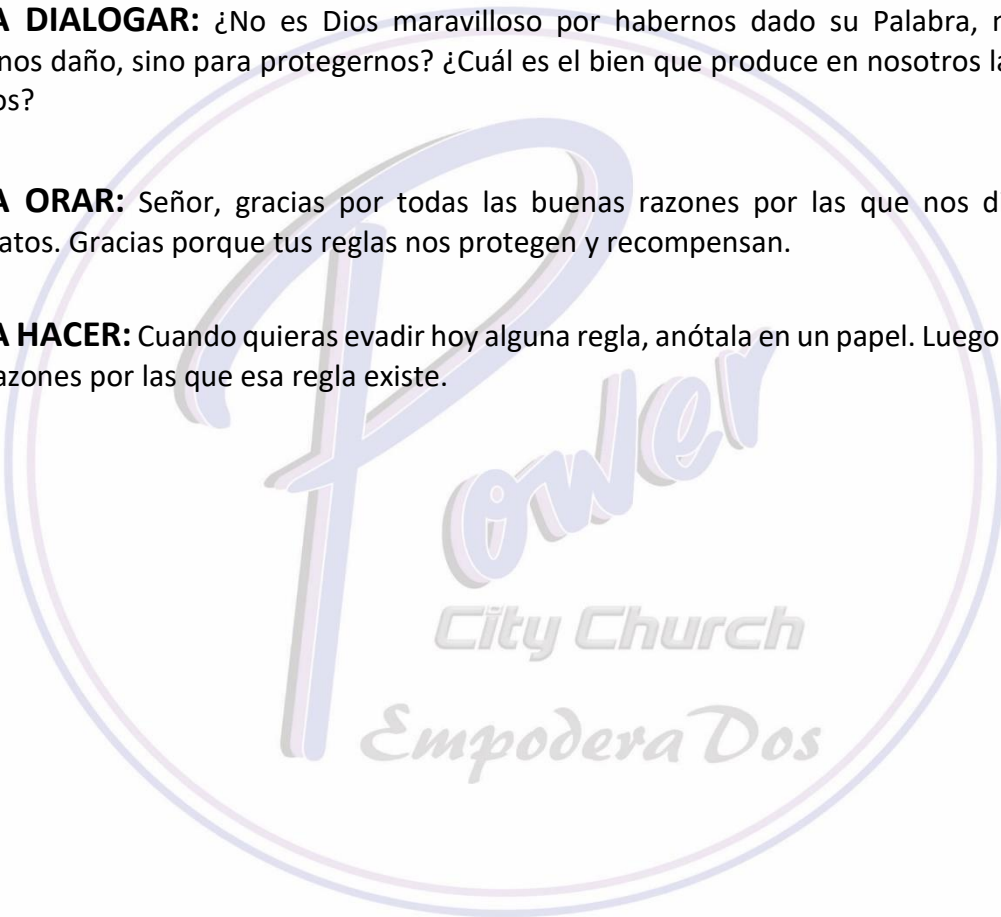 A DIALOGAR: ¿No es Dios maravilloso por habernos dado su Palabra,
nos daño, sino para protegernos? ¿Cuál es el bien que produce en nosotros la
os?
A ORAR: Señor, gracias por todas las buenas razones por las que nos d
atos. Gracias porque tus reglas nos protegen y recompensan.
A HACER: Cuando quieras evadir hoy alguna regla, anótala en un papel. Luego
azones por las que esa regla existe.
Power
City Church
EmpoderaDos